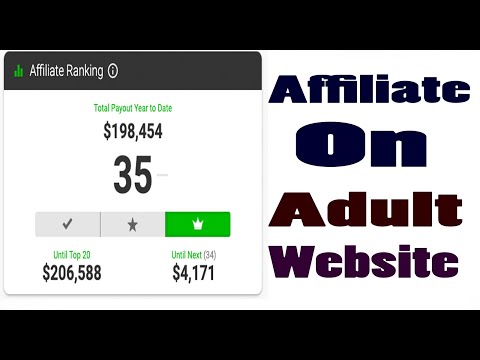 Affiliate Ranking
Total Payout Year to Date
$198,454
35
Until Top 20
$206,588
Until Next (34)
$4,171
Affiliate
On
Adult
Website